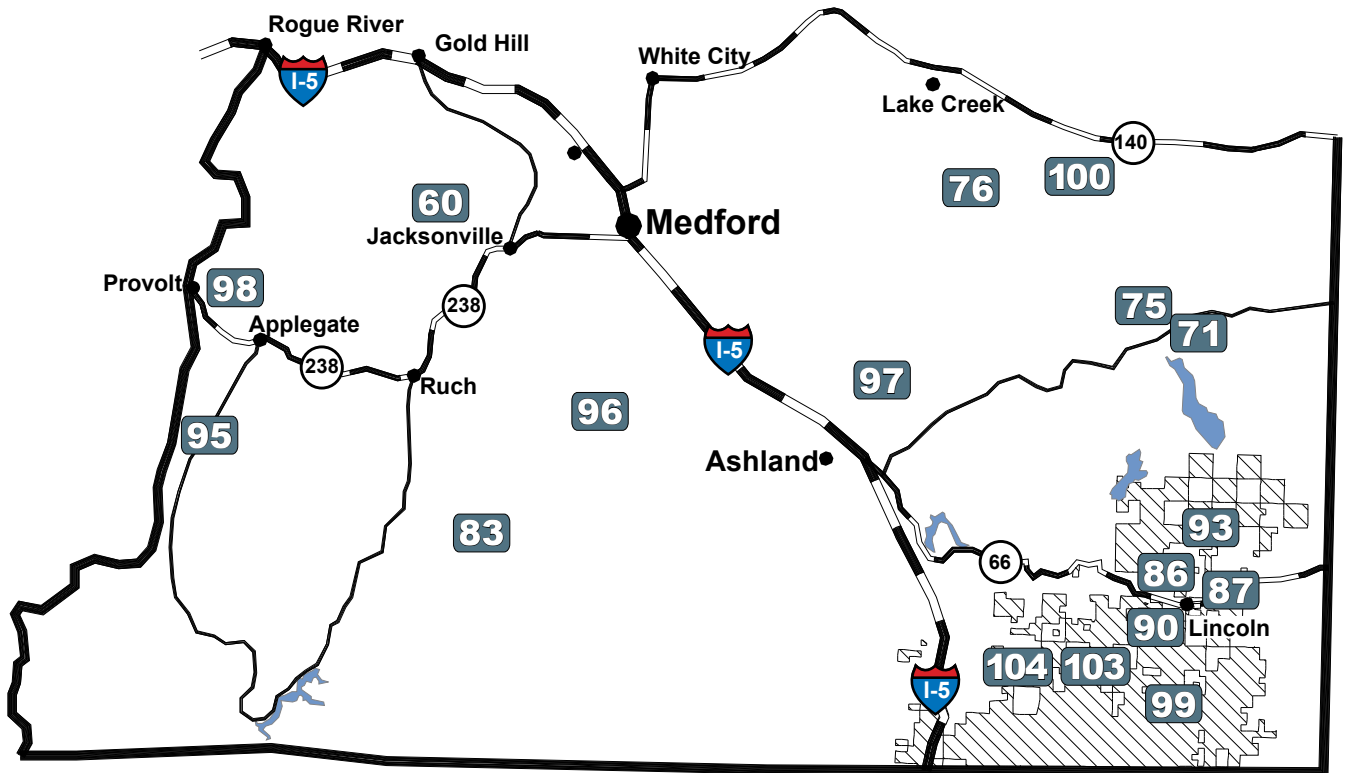 Rogue River
Gold Hill
I-5
White City
Lake Creek
140
100
76
60
Medford
Jacksonville
Provolt
98
238
75
Applegate
71
I-5
238
Ruch
97
96
95
Ashland
93
83
66
86
87
90
Lincoln
104
103
I-5
99